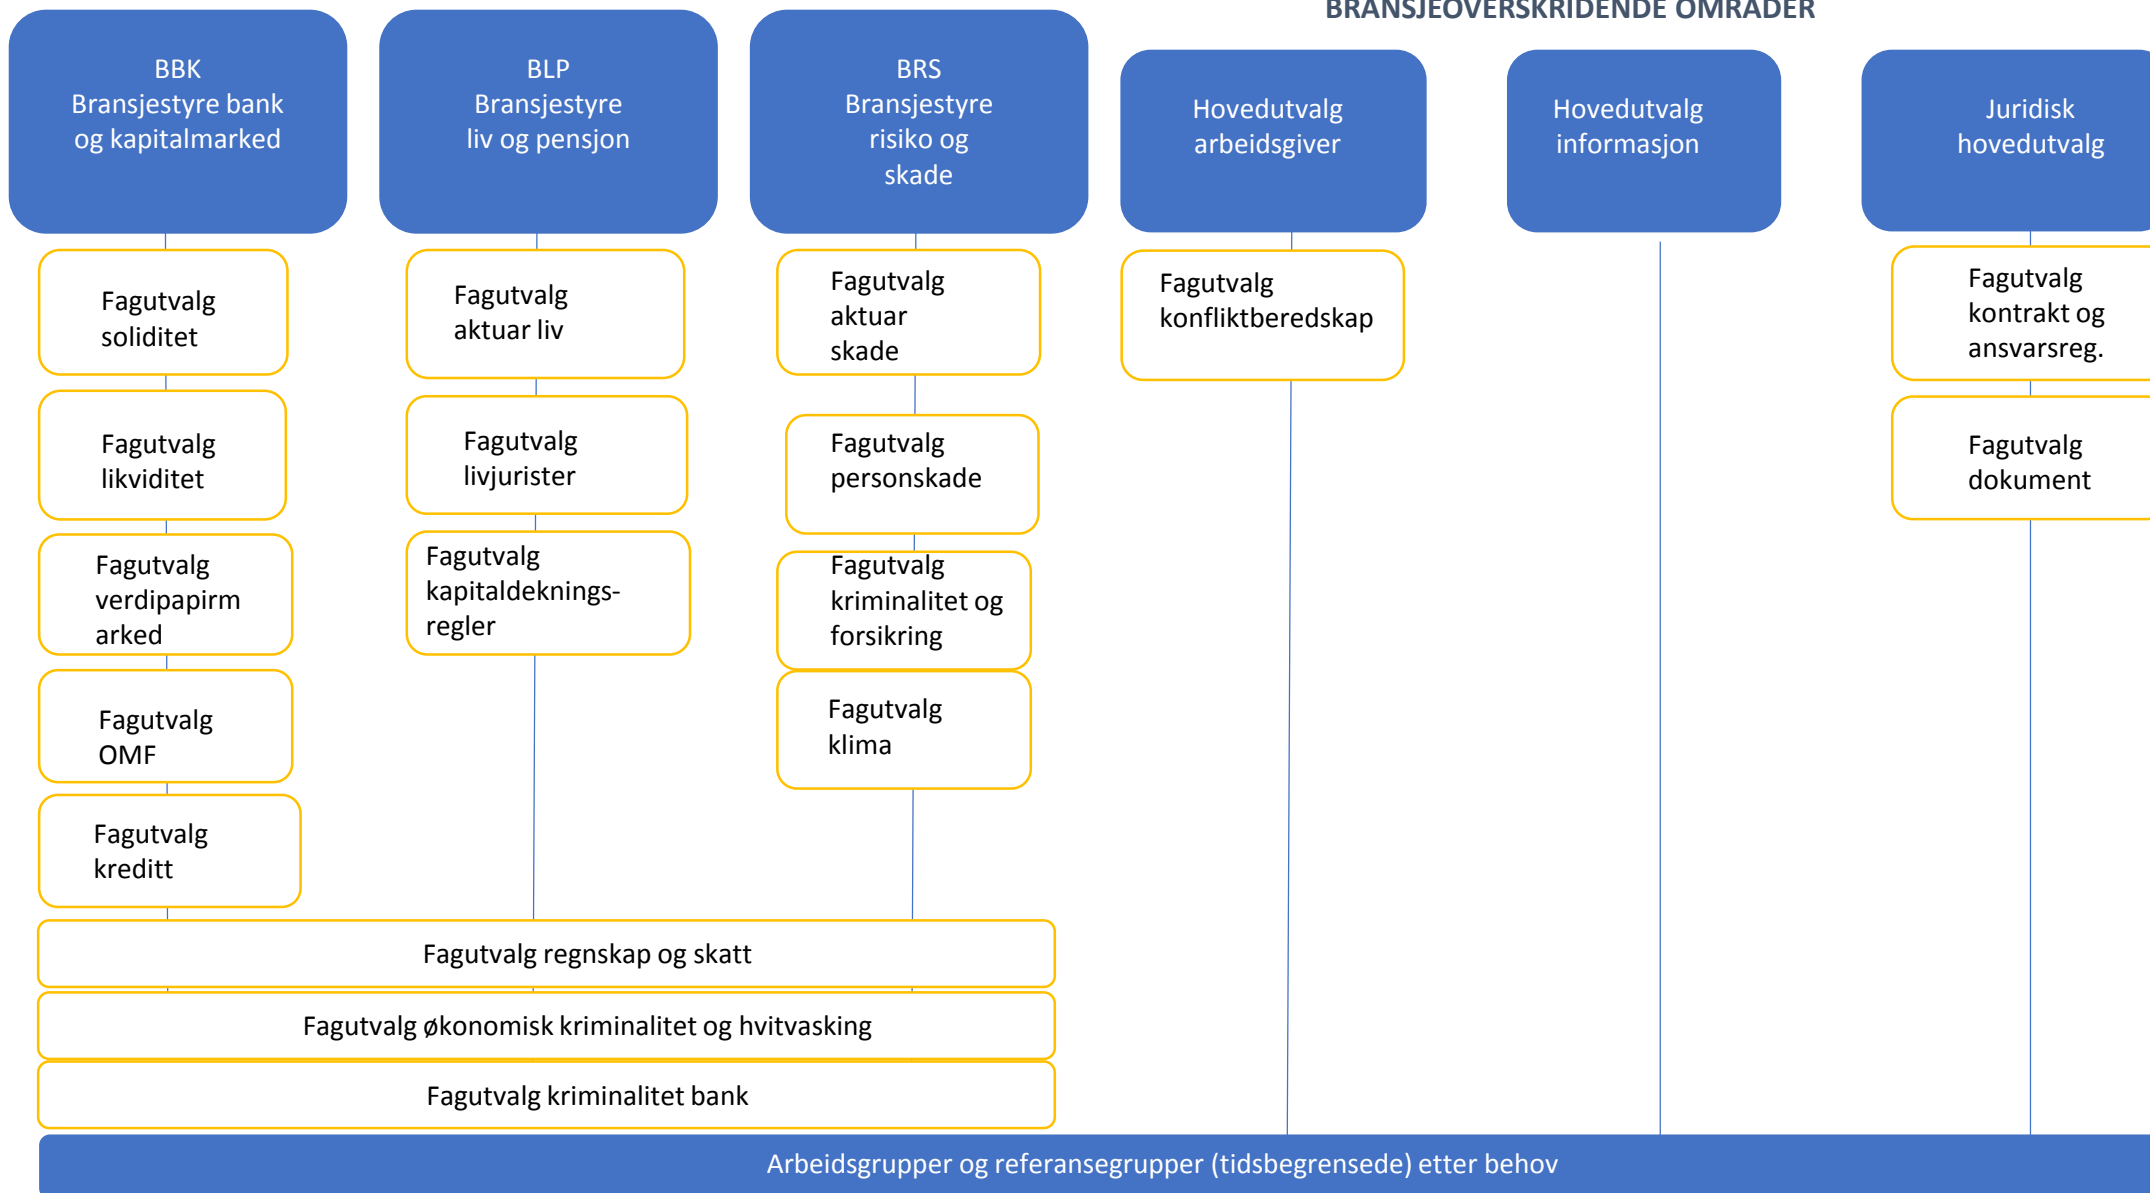 BRANSJEOVERSKRIDENDE OMRÅDER
BBK
Bransjestyre bank
og kapitalmarked
BLP
Bransjestyre
liv og pensjon
BRS
Bransjestyre
risiko og
skade
Hovedutvalg
arbeidsgiver
Hovedutvalg
informasjon
Juridisk
hovedutvalg
Fagutvalg
soliditet
Fagutvalg
likviditet
Fagutvalg
verdipapirm
arked
Fagutvalg
OMF
Fagutvalg
kreditt
Fagutvalg
aktuar liv
Fagutvalg
livjurister
Fagutvalg
kapitaldeknings-
regler
Fagutvalg
aktuar
skade
Fagutvalg
personskade
Fagutvalg
kriminalitet og
forsikring
Fagutvalg
klima
Fagutvalg
konfliktberedskap
Fagutvalg
kontrakt og
ansvarsreg.
Fagutvalg
dokument
Fagutvalg regnskap og skatt
Fagutvalg økonomisk kriminalitet og hvitvasking
Fagutvalg kriminalitet bank
Arbeidsgrupper og referansegrupper (tidsbegrensede) etter behov